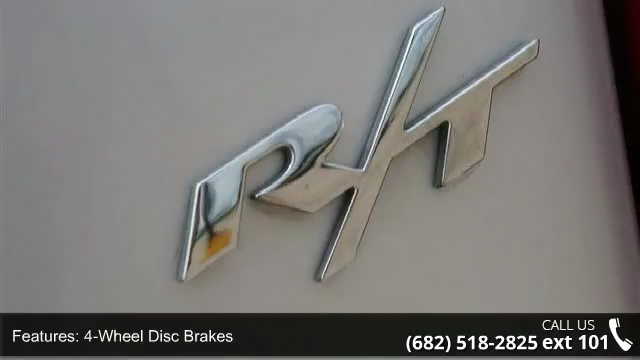 R/T
Features: 4-Wheel Disc Brakes
CALL US
(682) 518-2825 ext 101